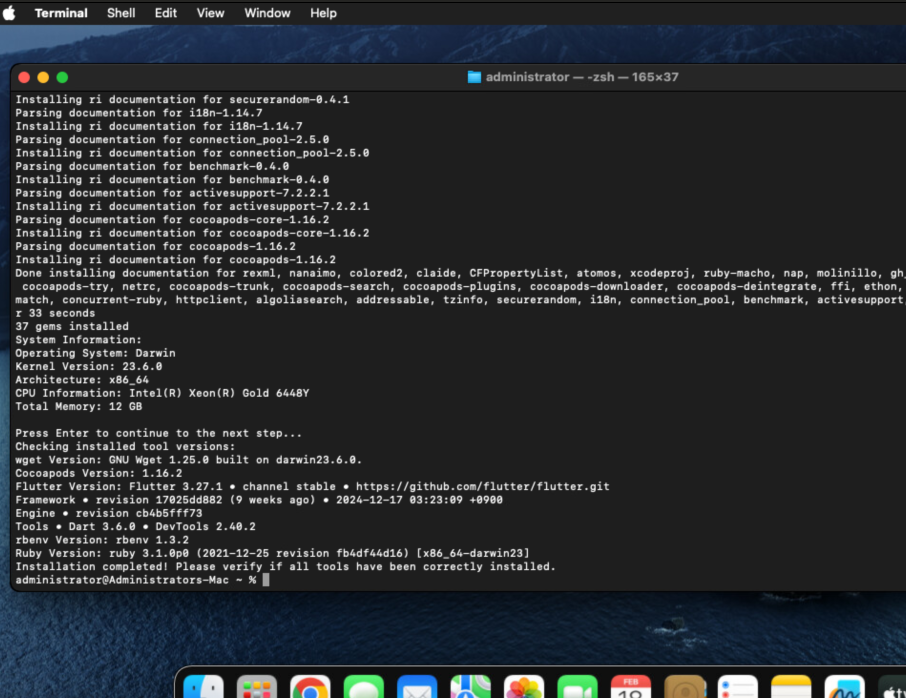 Terminal Shell Edit View Window Help
administrator — -zsh — 165×37
Installing ri documentation for securerandom-0.4.1
Parsing documentation for i18n-1.14.7
Installing ri documentation for i18n-1.14.7
Parsing documentation for connection_pool-2.5.0
Installing ri documentation for connection_pool-2.5.0
Parsing documentation for benchmark-0.4.0
Installing ri documentation for benchmark-0.4.0
Parsing documentation for activesupport-7.2.2.1
Installing ri documentation for activesupport-7.2.2.1
Parsing documentation for cocoapods-core-1.16.2
Installing ri documentation for cocoapods-core-1.16.2
Parsing documentation for cocoapods-1.16.2
Installing ri documentation for cocoapods-1.16.2
Done installing documentation for rexml, nanaimo, colored2, claide, CFPropertyList, atomos, xcodeproj, ruby-macho, nap, molinillo, gh
cocoapods-try, netrc, cocoapods-trunk, cocoapods-search, cocoapods-plugins, cocoapods-downloader, cocoapods-deintegrate, ffi, ethon,
match, concurrent-ruby, httpclient, algoliasearch, addressable, tzinfo, securerandom, i18n, connection_pool, benchmark, activesupport
r 33 seconds
37 gems installed
System Information:
Operating System: Darwin
Kernel Version: 23.6.0
Architecture: x86_64
CPU Information: Intel(R) Xeon(R) Gold 6448Y
Total Memory: 12 GB
Press Enter to continue to the next step...
Checking installed tool versions:
wget Version: GNU Wget 1.25.0 built on darwin23.6.0.
Cocoapods Version: 1.16.2
Flutter Version: Flutter 3.27.1 • channel stable • https://github.com/flutter/flutter.git
Framework • revision 17025dd882 (9 weeks ago) • 2024-12-17 03:23:09 +0900
Engine • revision cb4b5fff73
Tools • Dart 3.6.0 • DevTools 2.40.2
rbenv Version: rbenv 1.3.2
Ruby Version: ruby 3.1.0p0 (2021-12-25 revision fb4df44d16) [x86_64-darwin23]
Installation completed! Please verify if all tools have been correctly installed.
administrator@Administrators-Mac ~ %
FEB